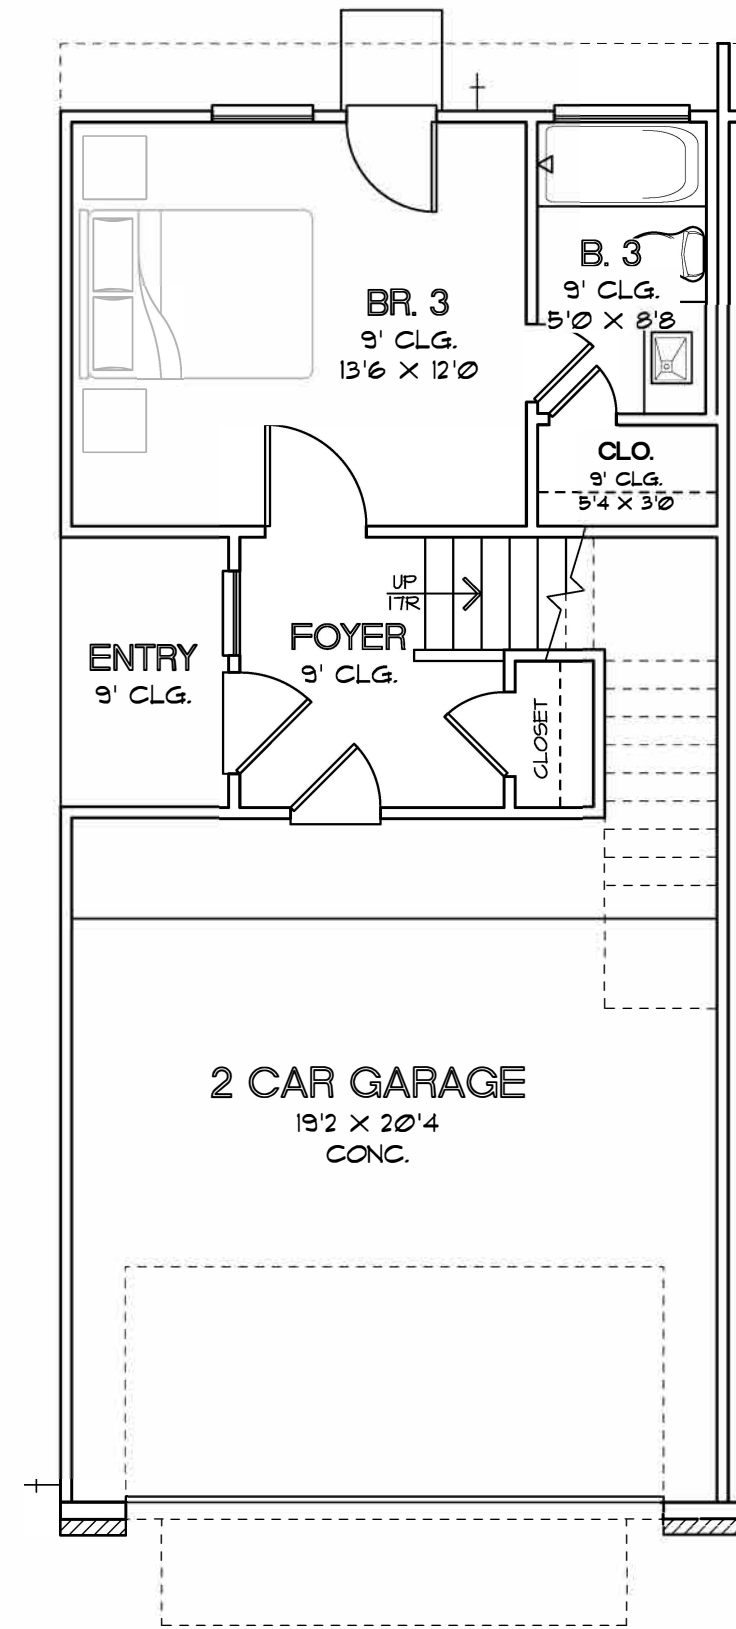 BR. 3
9' CLG.
13'6 X 12'0
B. 3
9' CLG.
5'0 X 8'8
CLO.
9' CLG.
5'4 X 3'0
UP
17R
ENTRY
9' CLG.
FOYER
9' CLG.
CLOSET
2 CAR GARAGE
19'2 X 20'4
CONC.